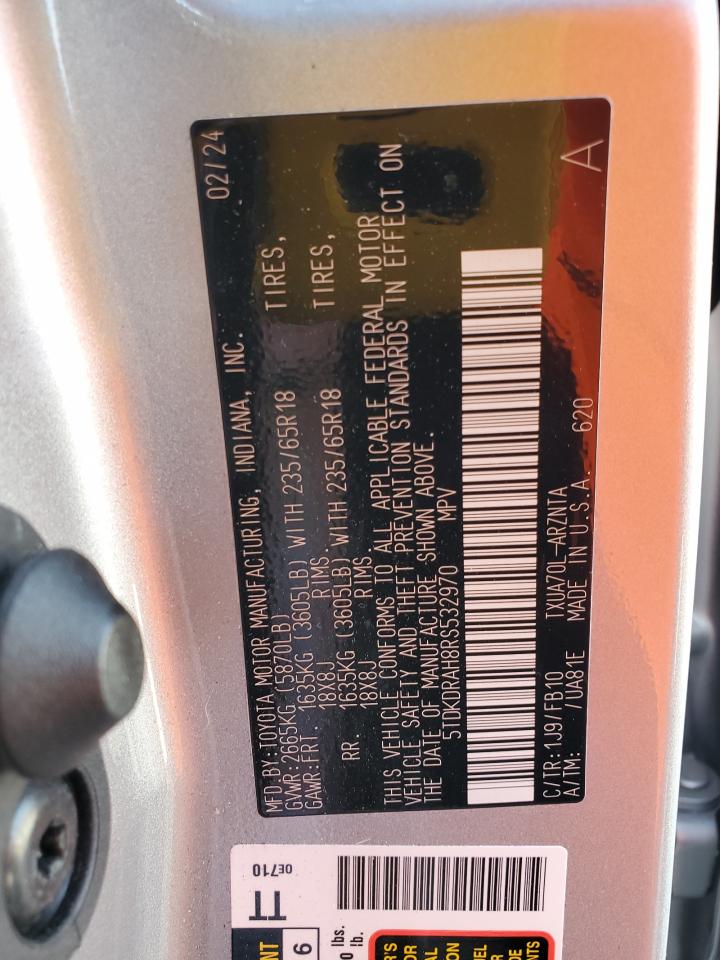 MFD.BY:TOYOTA MOTOR MANUFACTURING, INDIANA, INC. 02/24
GVWR:2665KG (5870LB)
GAWR:FRT. 1635KG (3605LB) WITH 235/65R18 TIRES,
18X8J RIMS,
RR. 1635KG (3605LB) WITH 235/65R18 TIRES,
18X8J RIMS
THIS VEHICLE CONFORMS TO ALL APPLICABLE FEDERAL MOTOR
VEHICLE SAFETY AND THEFT PREVENTION STANDARDS IN EFFECT ON
THE DATE OF MANUFACTURE SHOWN ABOVE.
5TDKDRAH8RS532970 MPV
A
C/TR:1J9/FB10 TXUA70L-ARZNTA
A/TM: /UA81E MADE IN U.S.A. 620
0E710
TT
6
lbs.
lb.